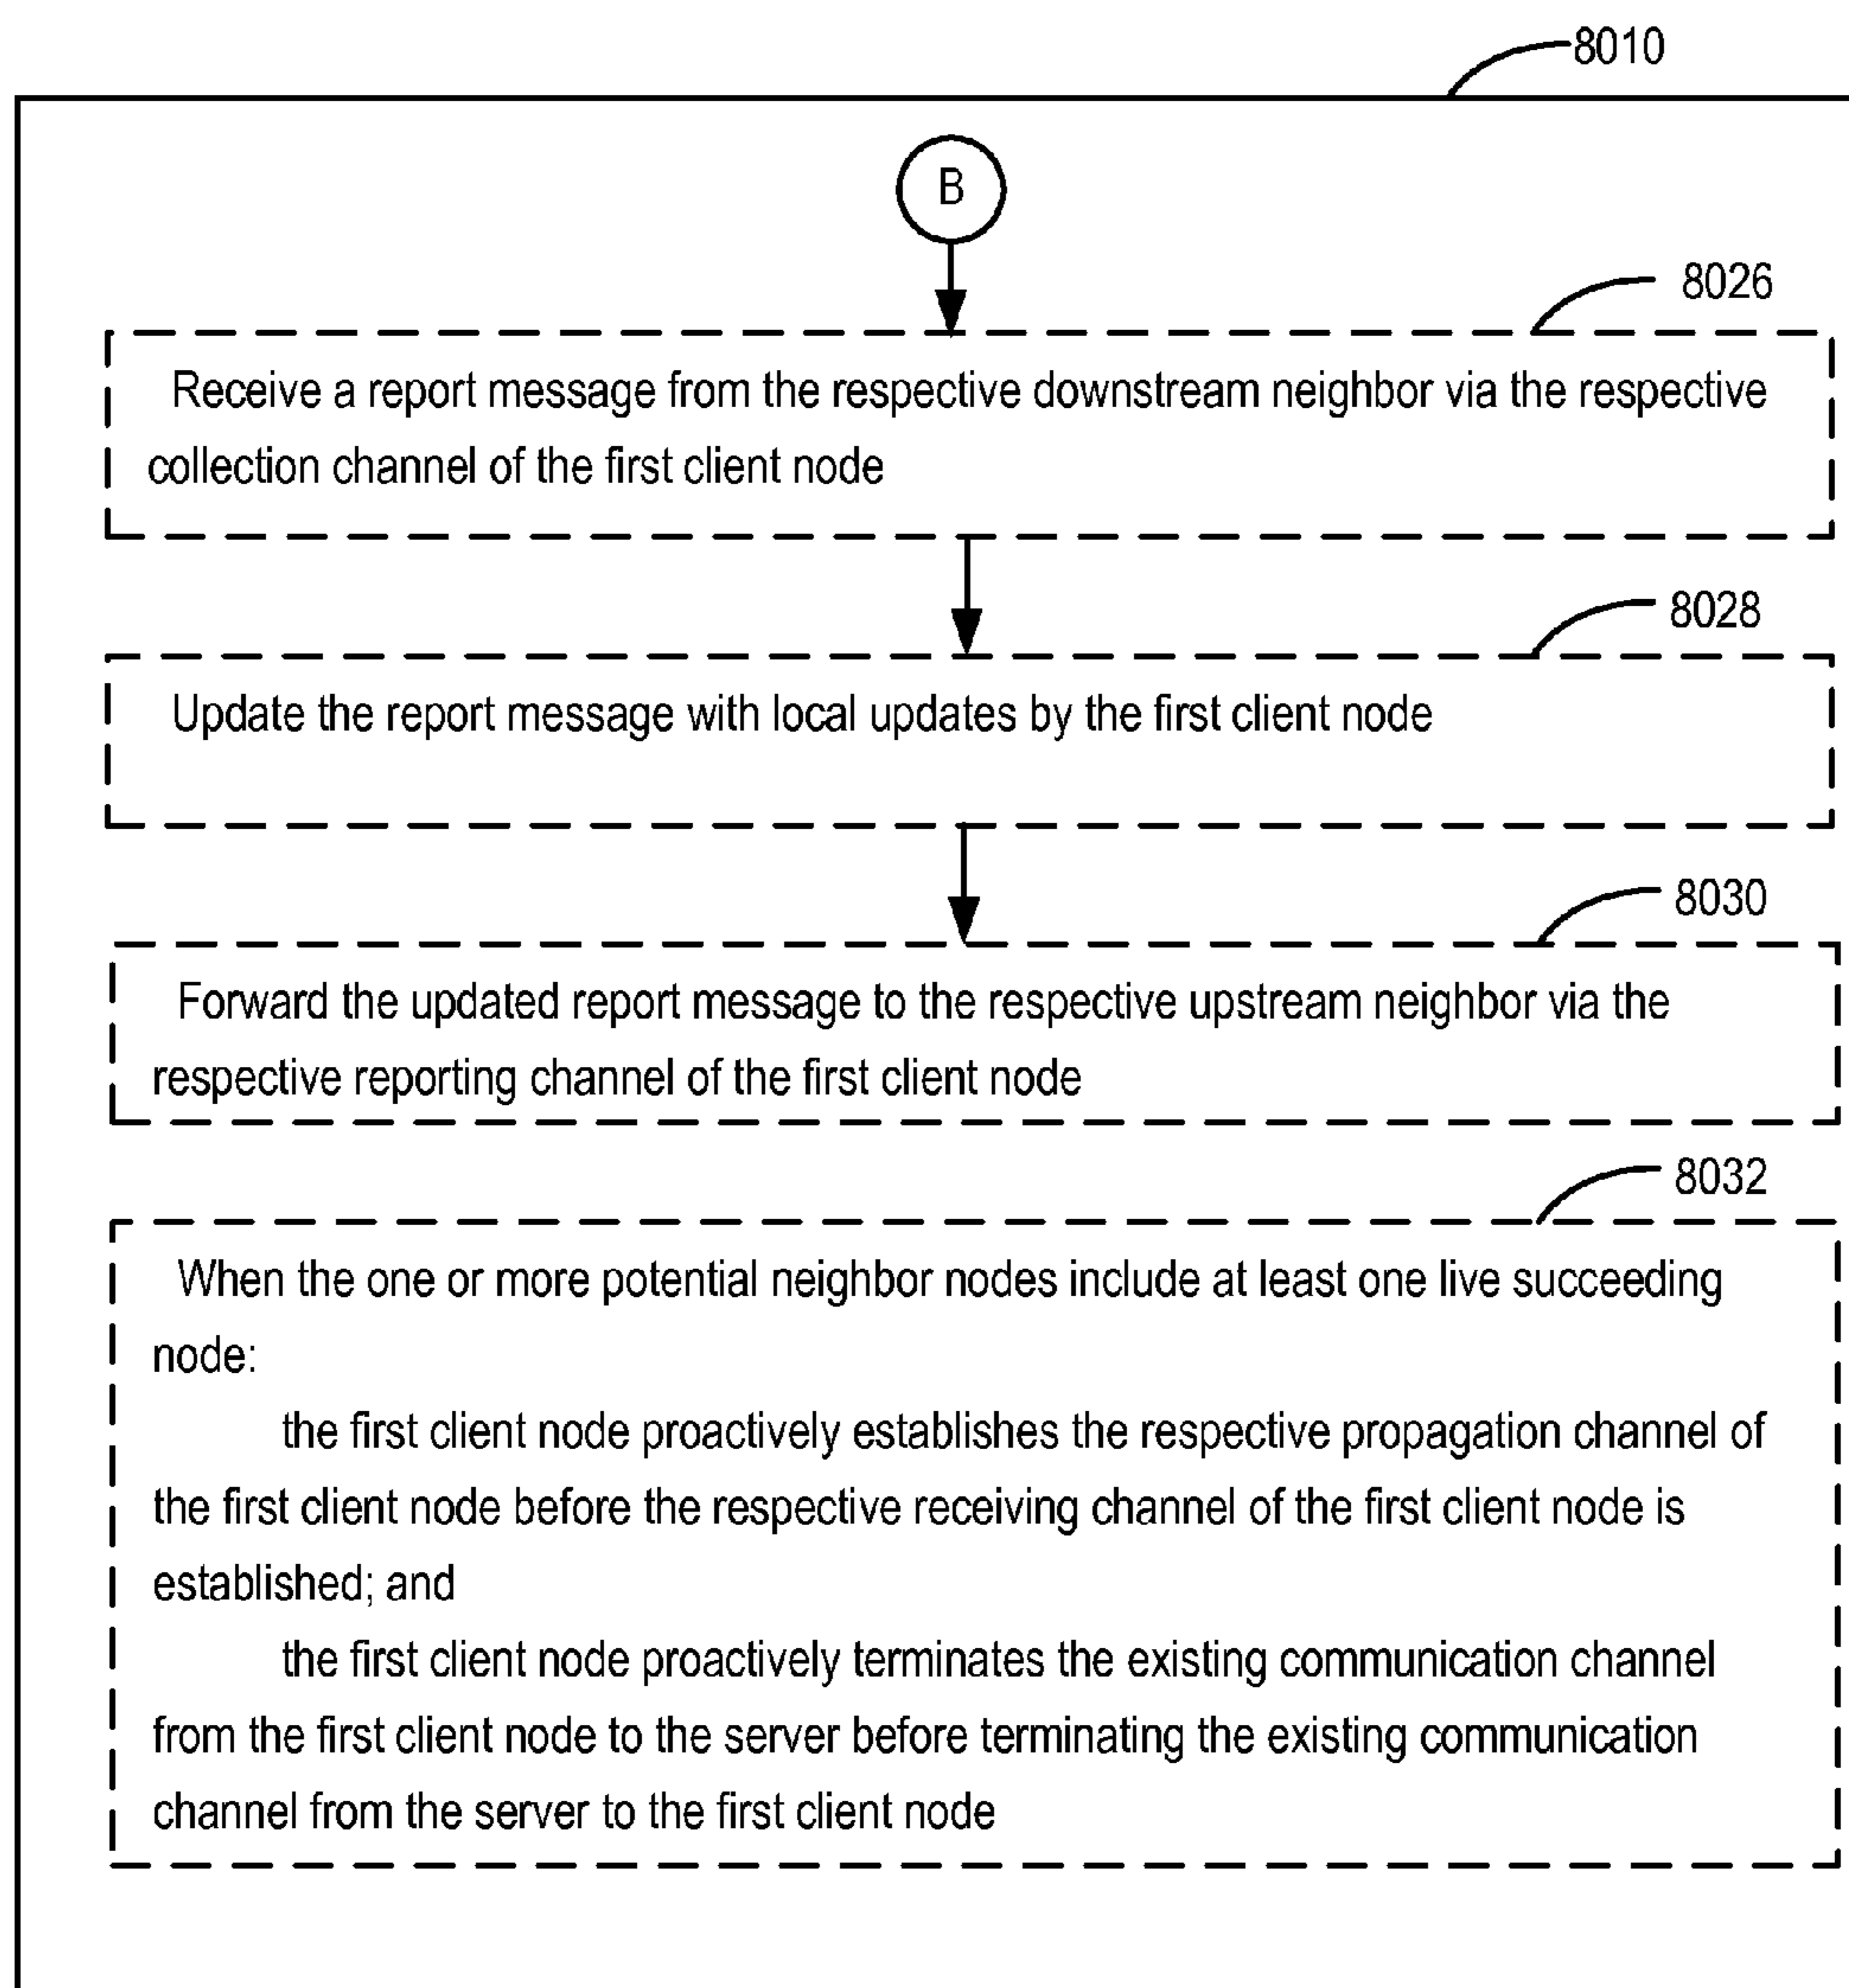 8010
B
8026
Receive a report message from the respective downstream neighbor via the respective
collection channel of the first client node
8028
Update the report message with local updates by the first client node
8030
Forward the updated report message to the respective upstream neighbor via the
respective reporting channel of the first client node
8032
When the one or more potential neighbor nodes include at least one live succeeding
node:
the first client node proactively establishes the respective propagation channel of
the first client node before the respective receiving channel of the first client node is
established; and
the first client node proactively terminates the existing communication channel
from the first client node to the server before terminating the existing communication
channel from the server to the first client node